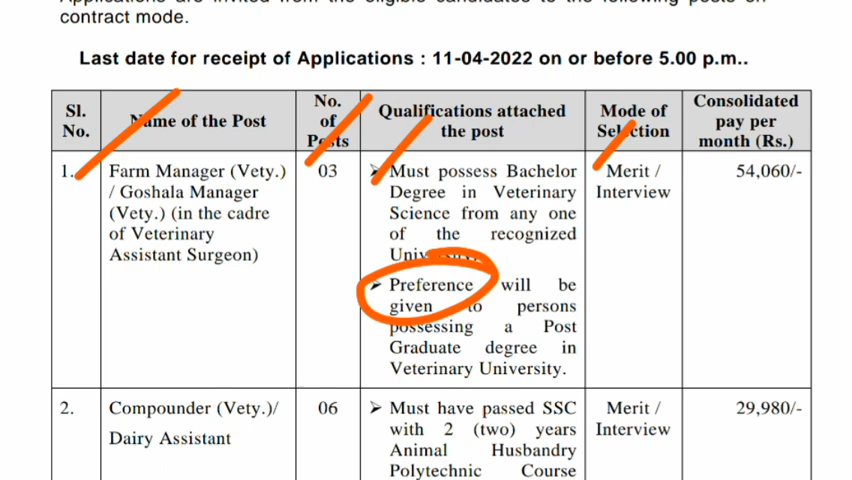 contract mode.
Last date for receipt of Applications : 11-04-2022 on or before 5.00 p.m..
Sl. No.
Name of the Post
No. of Posts
Qualifications attached the post
Mode of Selection
Consolidated pay per month (Rs.)
1.
Farm Manager (Vety.)
/ Goshala Manager
(Vety.) (in the cadre
of Veterinary
Assistant Surgeon)
03
➢ Must possess Bachelor
Degree in Veterinary
Science from any one
of the recognized
➢ Preference will be
given to persons
possessing a Post
Graduate degree in
Veterinary University.
Merit /
Interview
54,060/-
2.
Compounder (Vety.)/
Dairy Assistant
06
➢ Must have passed SSC
with 2 (two) years
Animal Husbandry
Polytechnic Course
Merit /
Interview
29,980/-